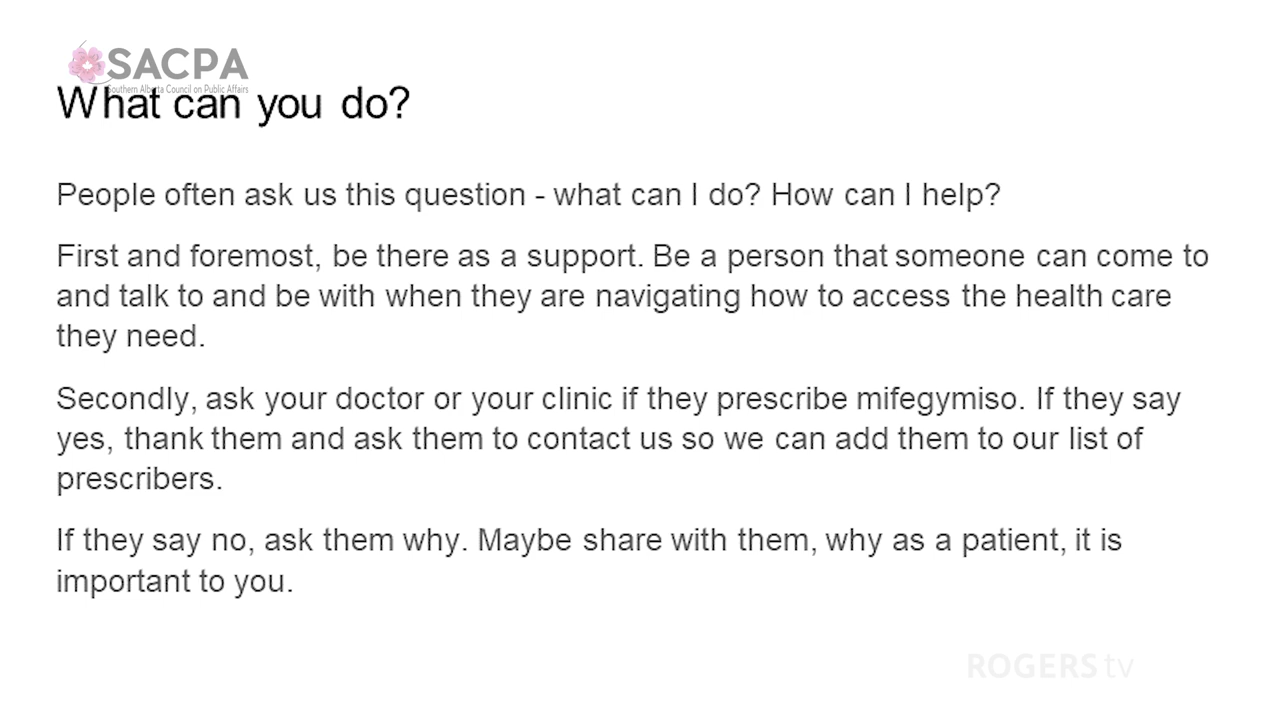 SACPA
Southern Alberta Council on Public Affairs
What can you do?
People often ask us this question - what can I do? How can I help?
First and foremost, be there as a support. Be a person that someone can come to
and talk to and be with when they are navigating how to access the health care
they need.
Secondly, ask your doctor or your clinic if they prescribe mifegymiso. If they say
yes, thank them and ask them to contact us so we can add them to our list of
prescribers.
If they say no, ask them why. Maybe share with them, why as a patient, it is
important to you.
ROGERS tv